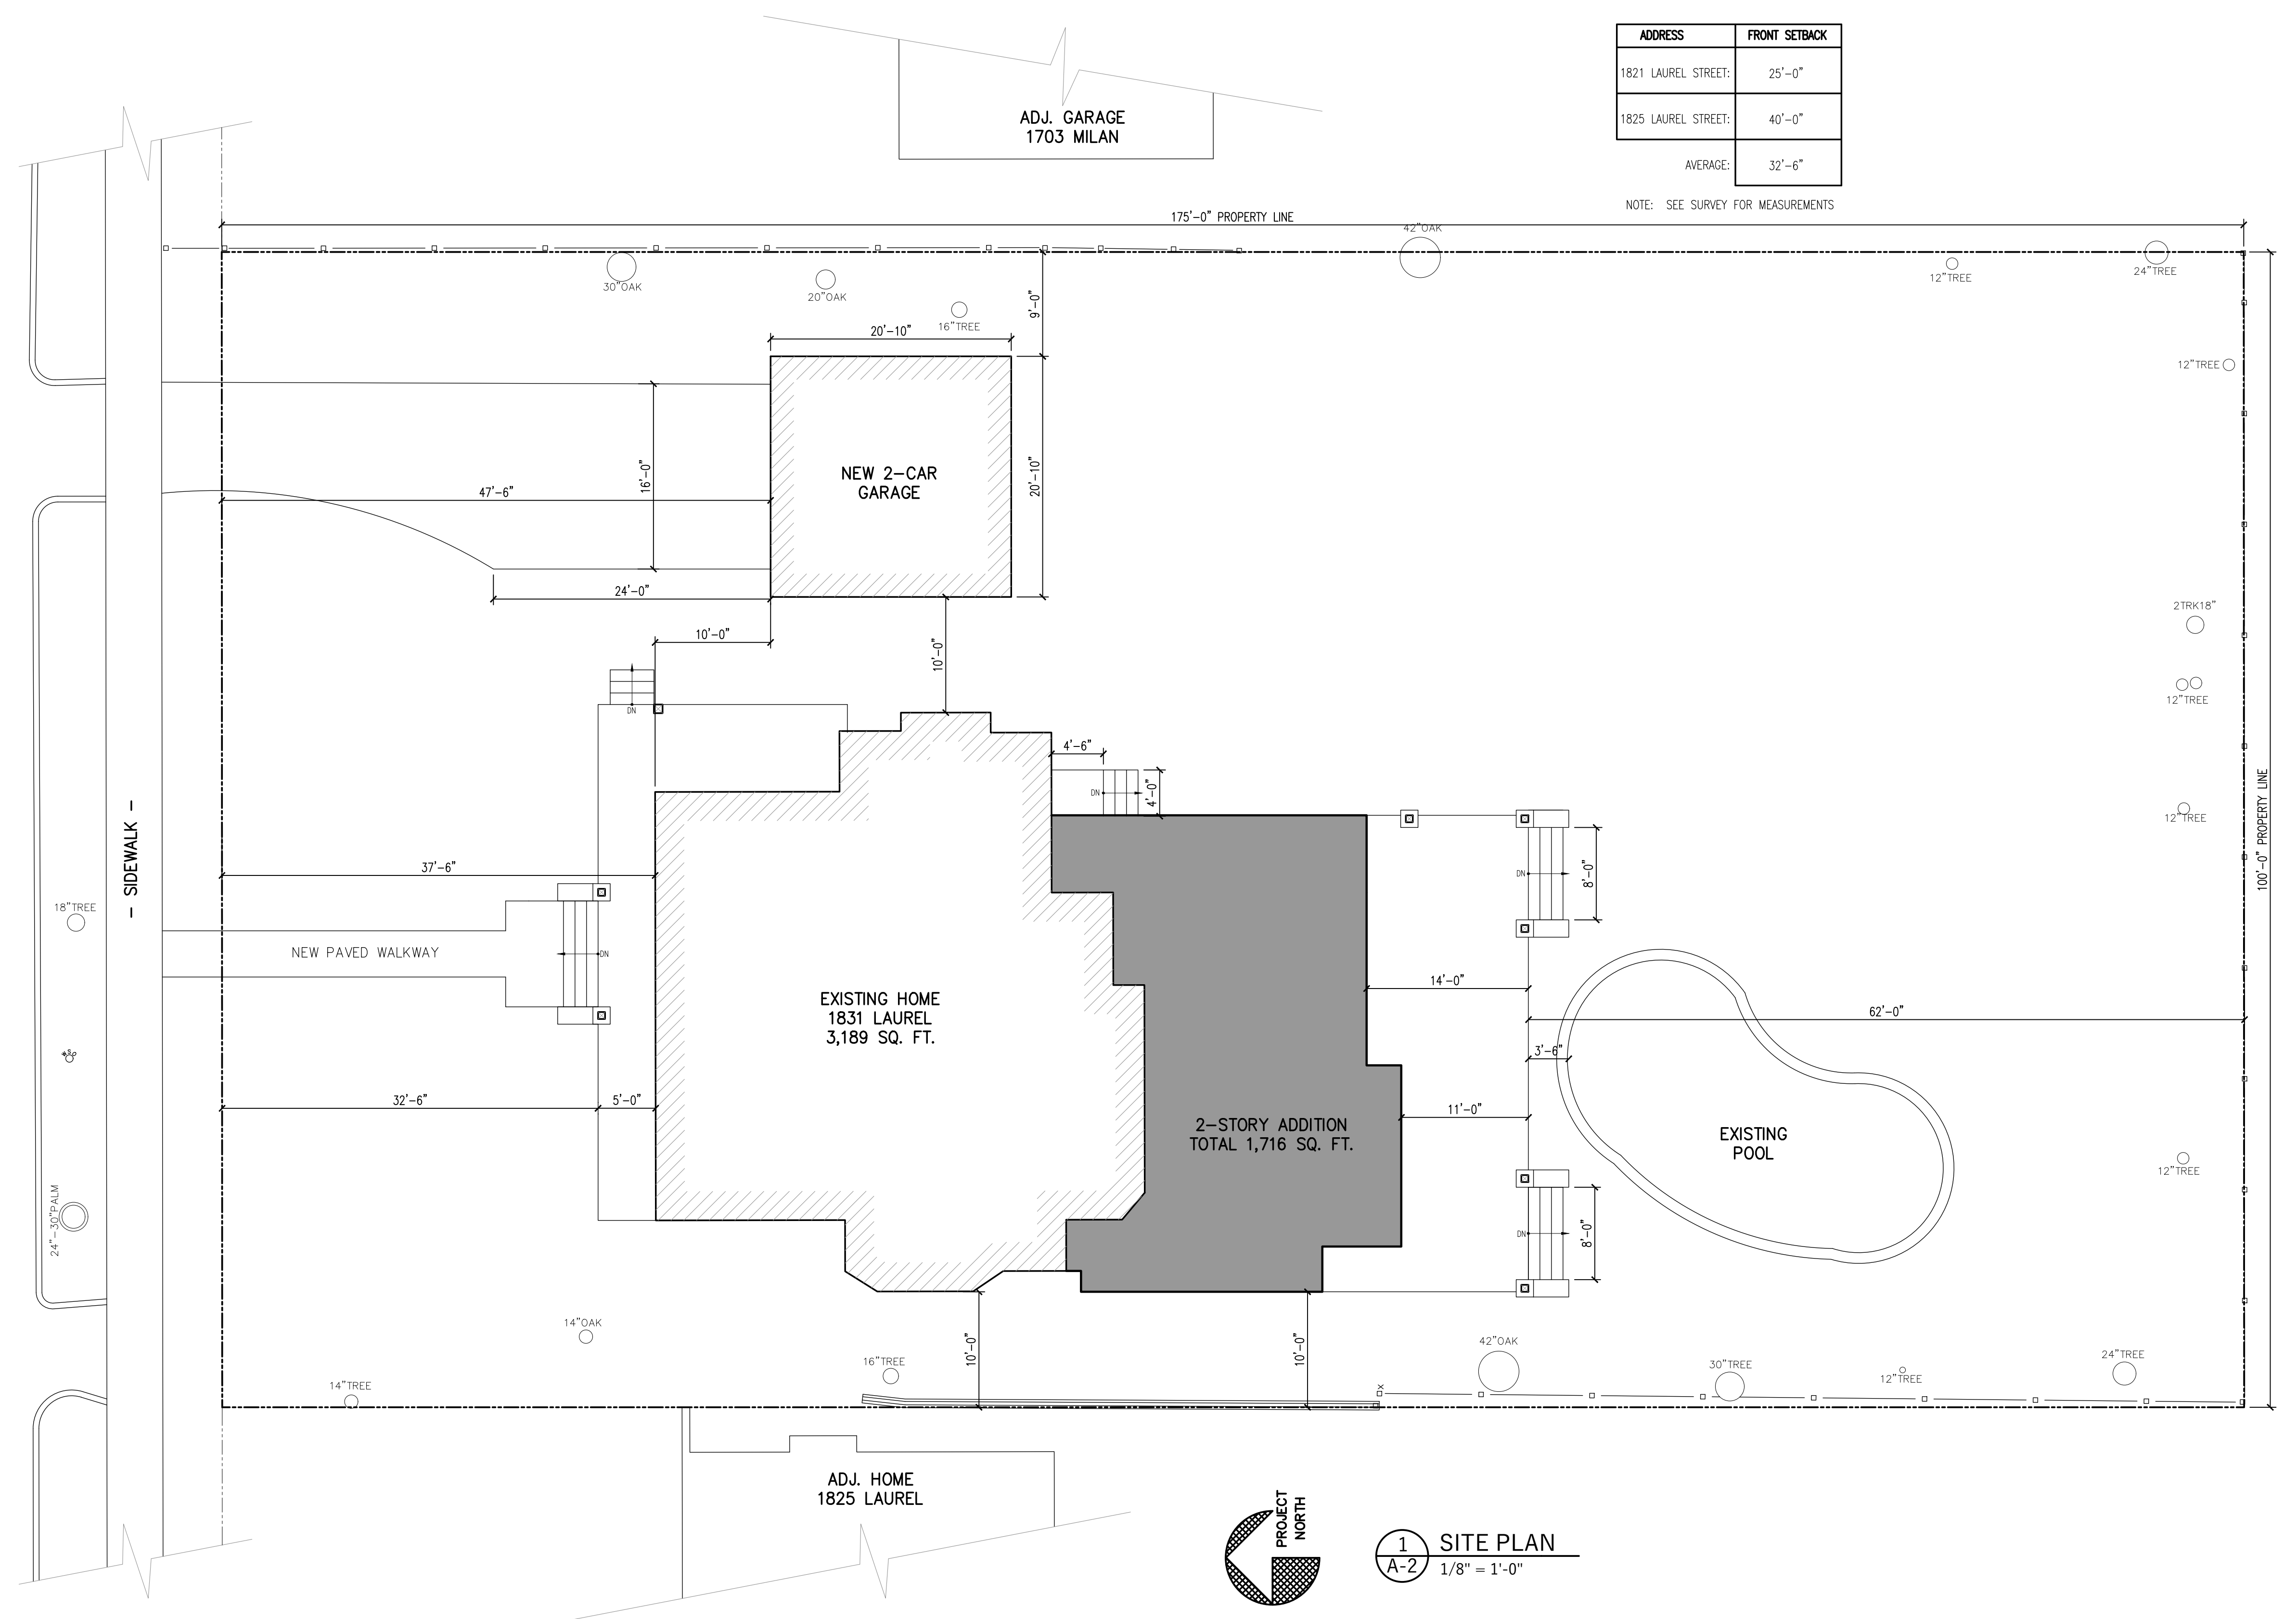 ADDRESS FRONT SETBACK
1821 LAUREL STREET: 25'-0"
1825 LAUREL STREET: 40'-0"
AVERAGE: 32'-6"
NOTE: SEE SURVEY FOR MEASUREMENTS
ADJ. GARAGE
1703 MILAN
175'-0" PROPERTY LINE
42"OAK
30"OAK
20"OAK
16"TREE
12"TREE
24"TREE
9'-0"
20'-10"
12"TREE
NEW 2-CAR
GARAGE
16'-0"
47'-6"
20'-10"
24'-0"
10'-0"
10'-0"
2TRK18"
12"TREE
DN
4'-6"
DN
4'-0"
12"TREE
100'-0" PROPERTY LINE
- SIDEWALK -
37'-6"
DN
8'-0"
18"TREE
NEW PAVED WALKWAY
DN
14'-0"
EXISTING HOME
1831 LAUREL
3,189 SQ. FT.
62'-0"
3'-6"
32'-6"
5'-0"
11'-0"
2-STORY ADDITION
TOTAL 1,716 SQ. FT.
EXISTING
POOL
12"TREE
24"-30"PALM
DN
8'-0"
14"OAK
10'-0"
10'-0"
42"OAK
16"TREE
30"TREE
12"TREE
24"TREE
14"TREE
X
ADJ. HOME
1825 LAUREL
PROJECT
NORTH
1
A-2
SITE PLAN
1/8" = 1'-0"